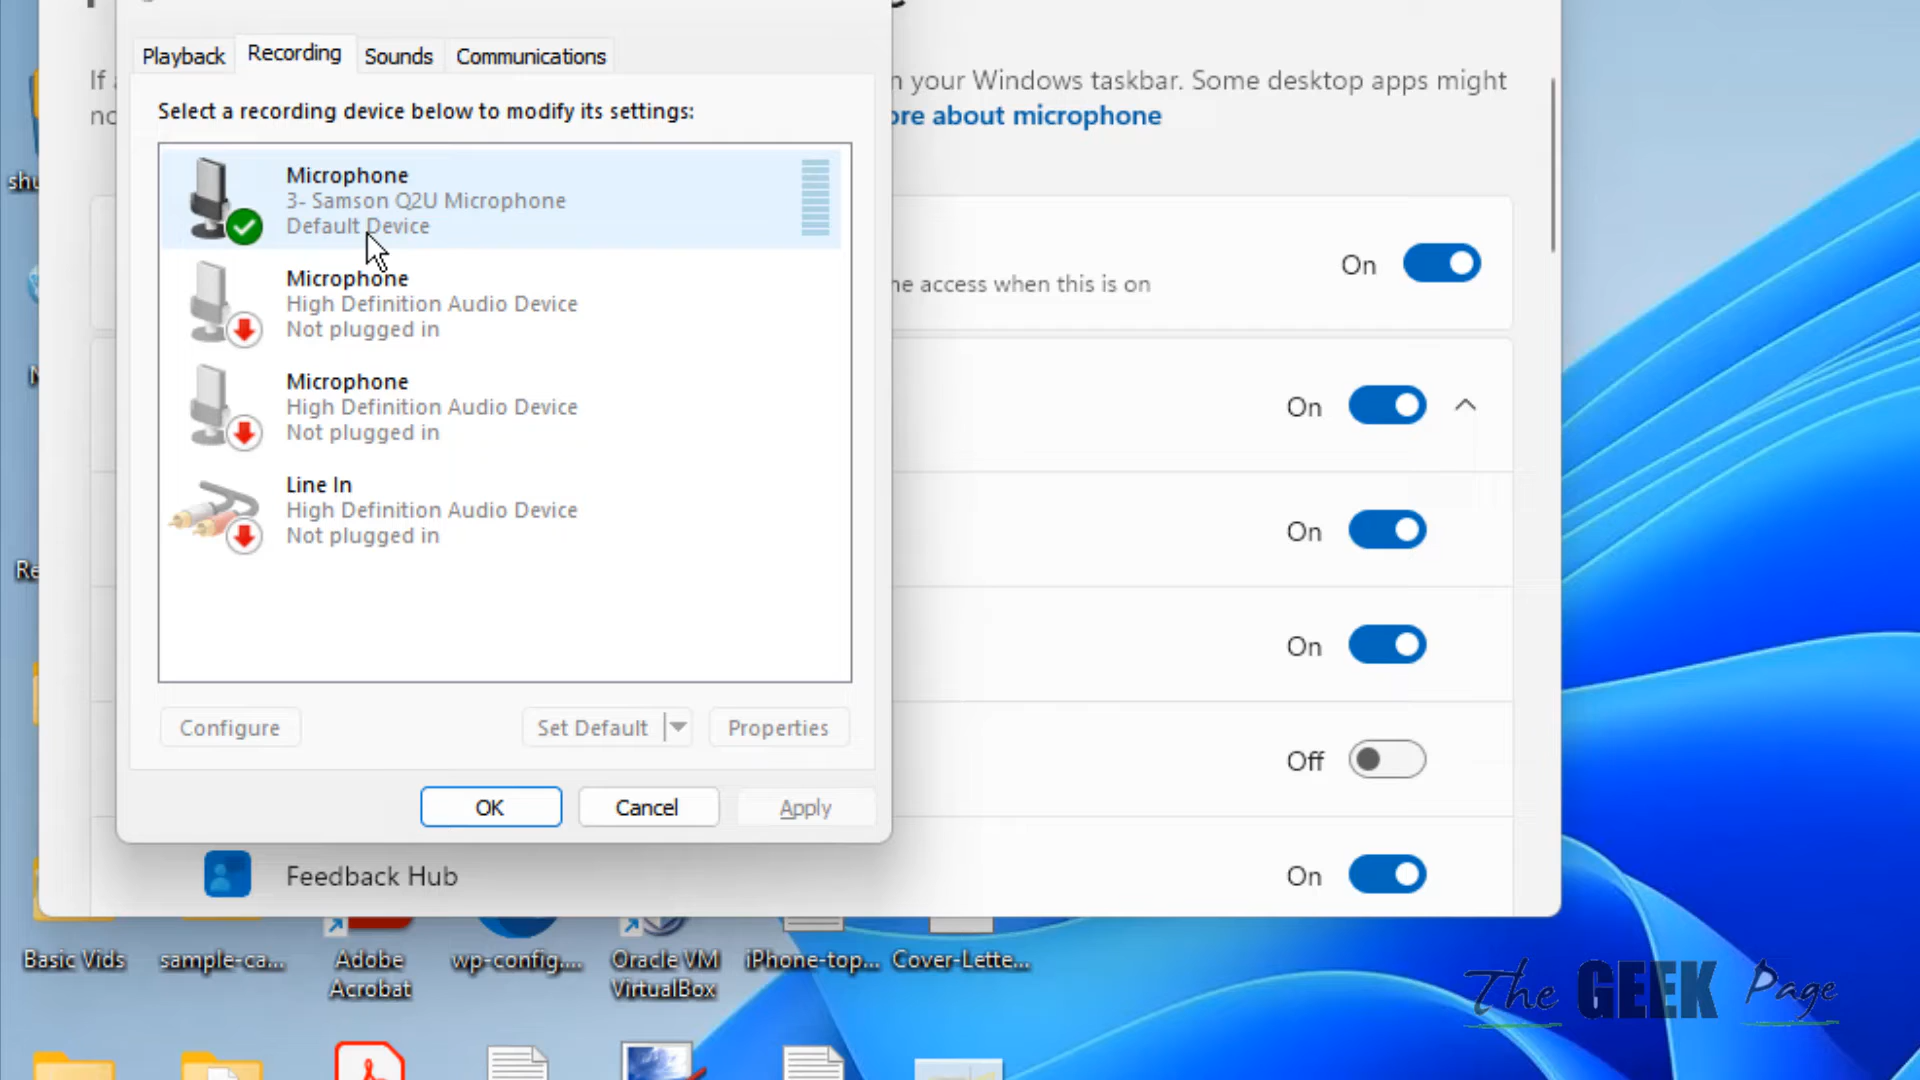 Playback
Recording
Sounds
Communications
Select a recording device below to modify its settings:
Microphone
3- Samson Q2U Microphone
Default Device
Microphone
High Definition Audio Device
Not plugged in
Microphone
High Definition Audio Device
Not plugged in
Line In
High Definition Audio Device
Not plugged in
Configure
Set Default
Properties
OK
Cancel
Apply
If
your Windows taskbar. Some desktop apps might
about microphone
On
access when this is on
On
On
On
Off
Feedback Hub
On
Basic Vids
sample-ca...
Adobe
Acrobat
wp-config....
Oracle VM
VirtualBox
iPhone-top...
Cover-Lette...
The GEEK Page